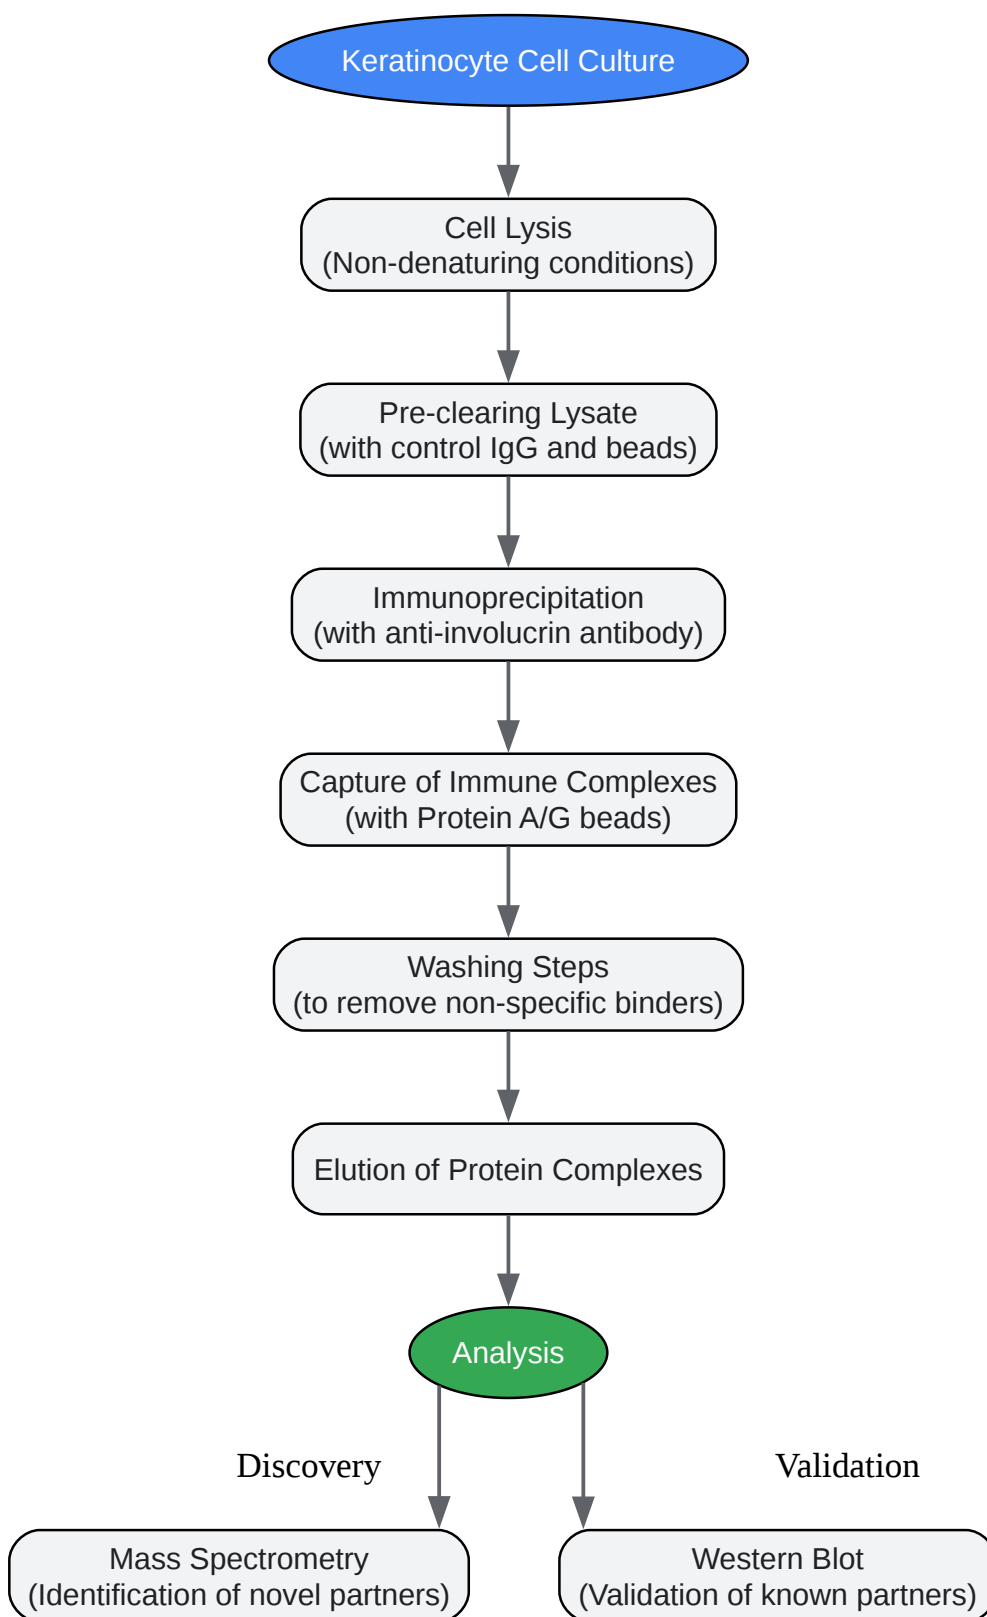 Keratinocyte Cell Culture
Cell Lysis
(Non-denaturing conditions)
Pre-clearing Lysate
(with control IgG and beads)
Immunoprecipitation
(with anti-involucrin antibody)
Capture of Immune Complexes
(with Protein A/G beads)
Washing Steps
(to remove non-specific binders)
Elution of Protein Complexes
Analysis
Discovery
Validation
Mass Spectrometry
(Identification of novel partners)
Western Blot
(Validation of known partners)